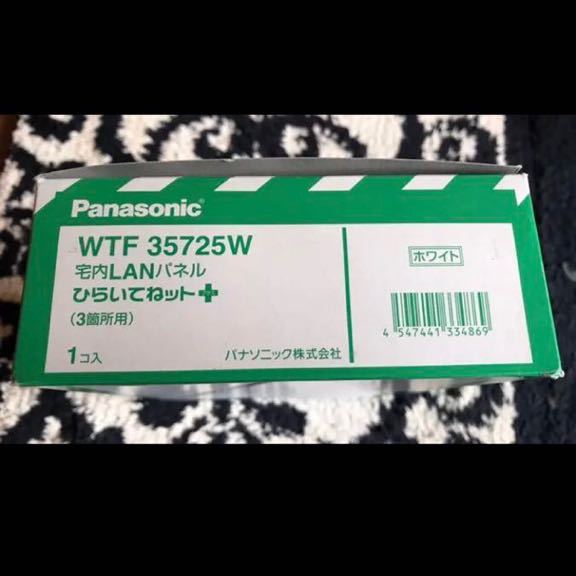 Panasonic
WTF 35725W
宅内LANパネル
ひらいてねット+
(3箇所用)
1コ入
パナソニック株式会社
ホワイト
4 547441 334869